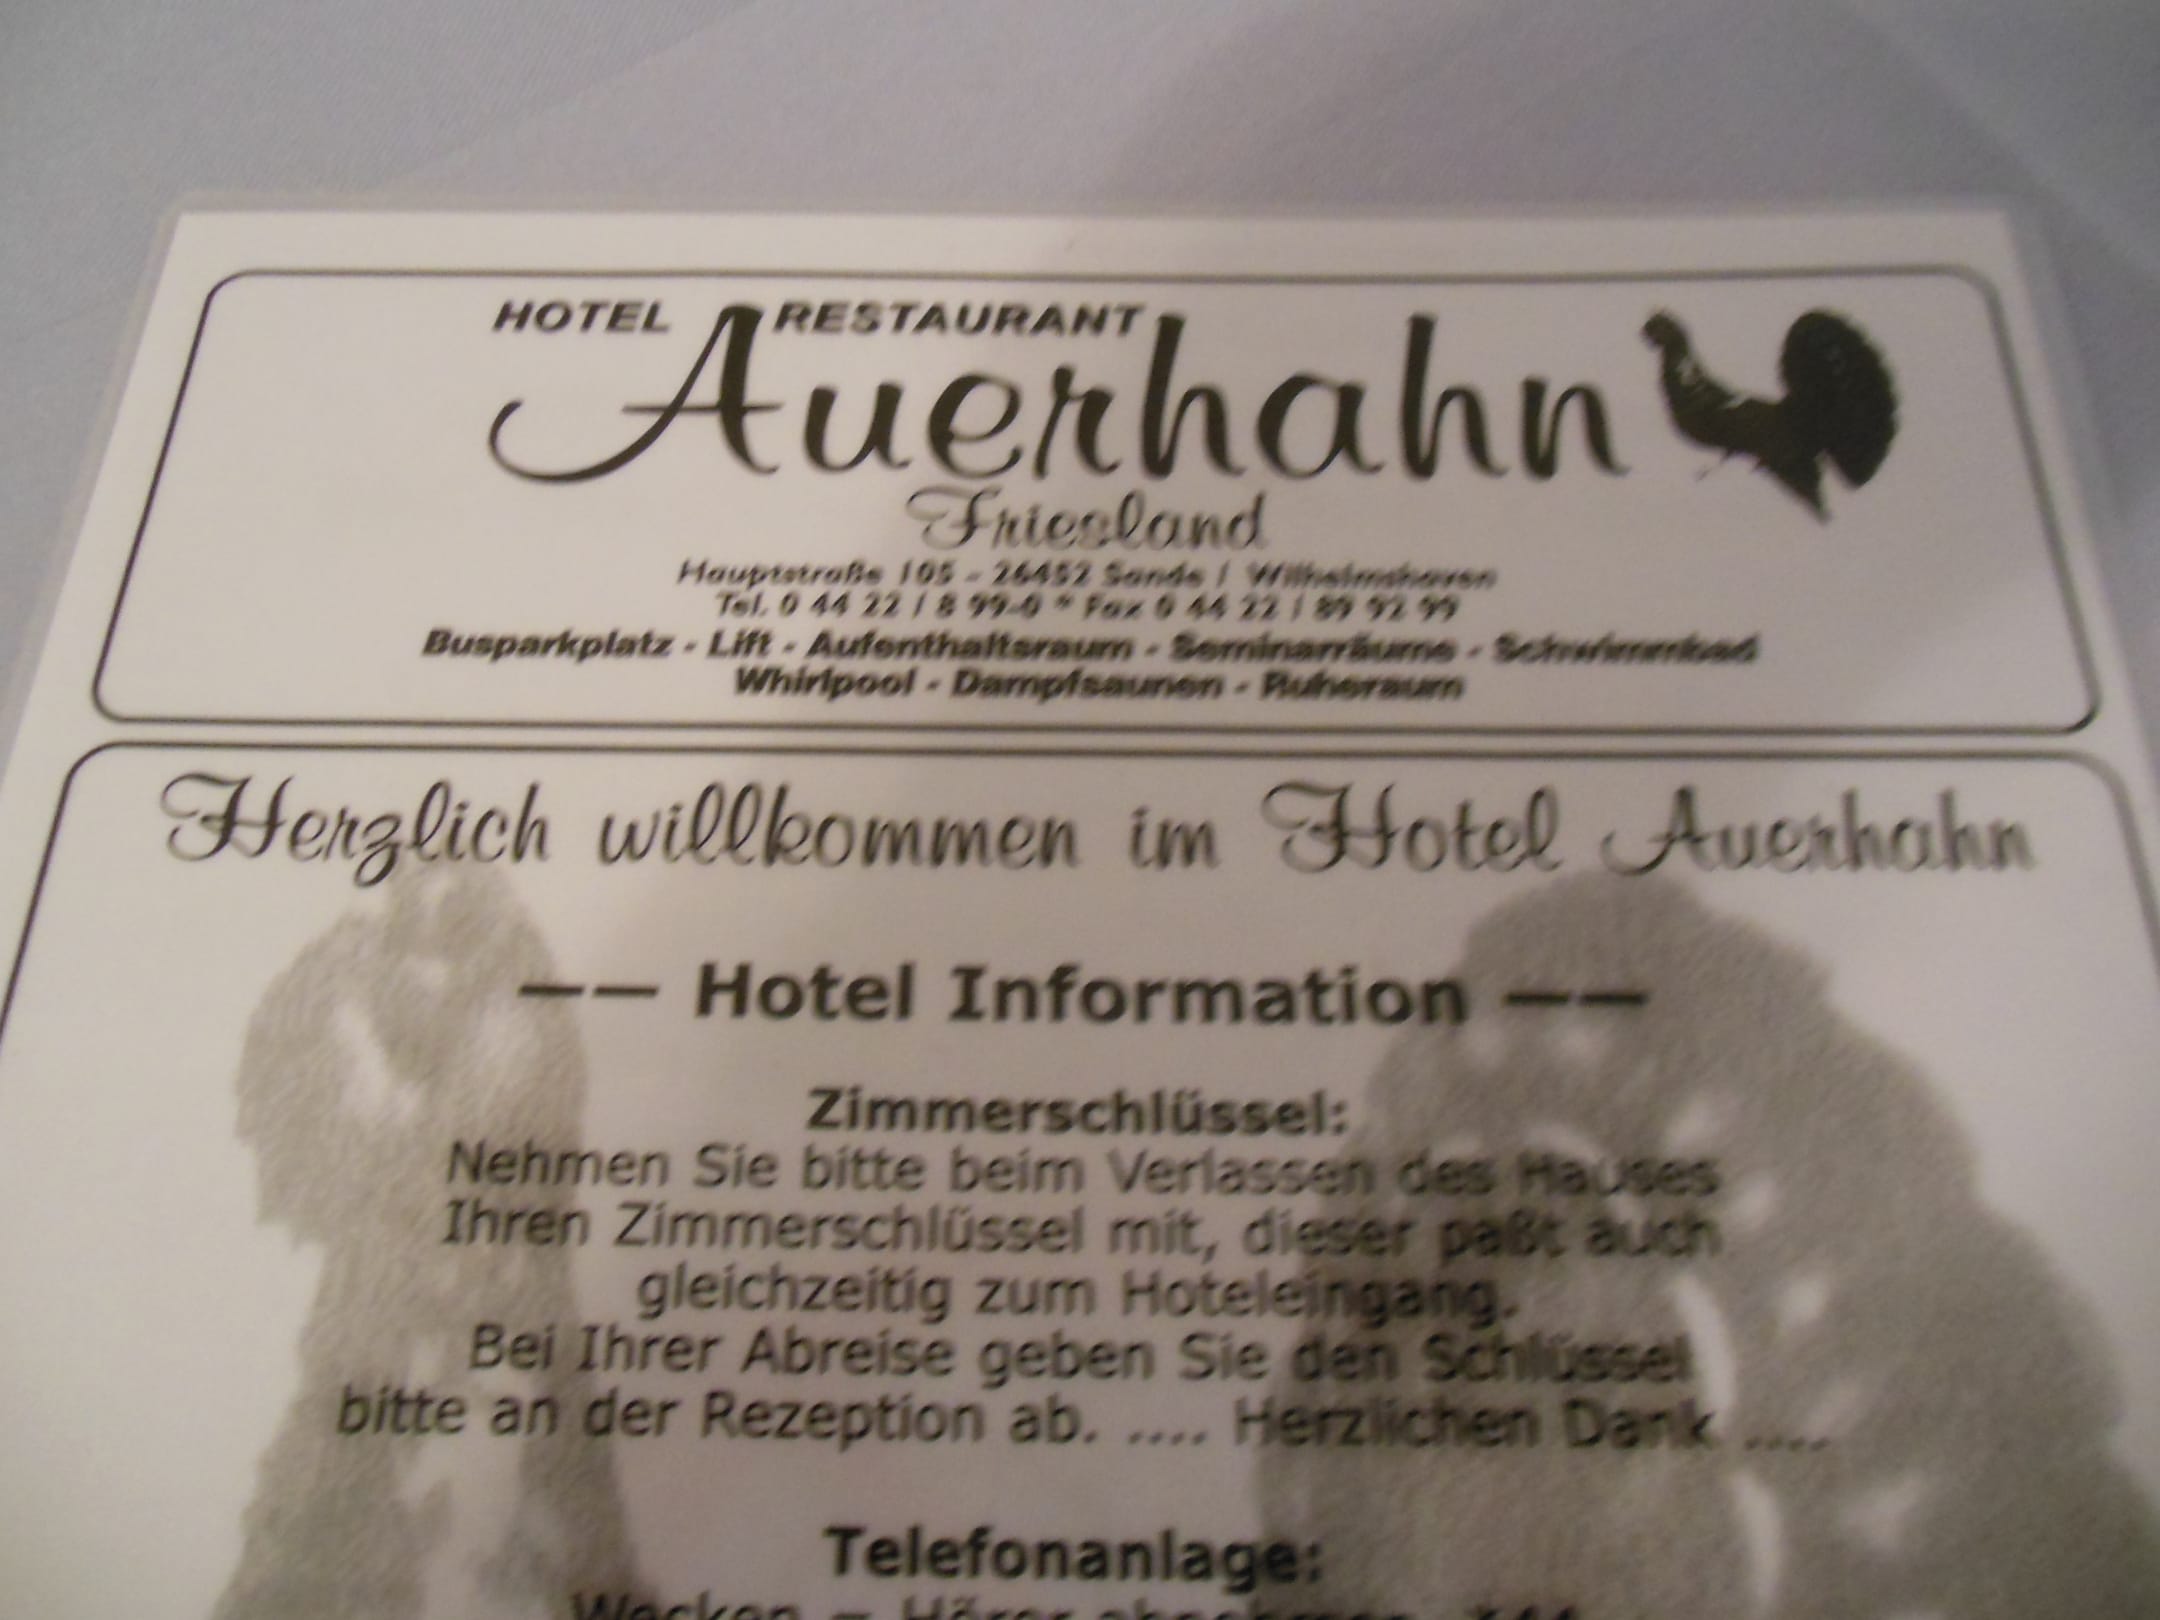 HOTEL RESTAURANT
Auerhahn
Friesland
Hauptstraße 105 - 26452 Sande / Wilhelmshaven
Tel. 0 44 22 / 8 99-0 * Fax 0 44 22 / 89 92 99
Busparkplatz - Lift - Aufenthaltsraum - Seminarräume - Schwimmbad
Whirlpool - Dampfsaunen - Ruheraum
Herzlich willkommen im Hotel Auerhahn
—— Hotel Information ——
Zimmerschlüssel:
Nehmen Sie bitte beim Verlassen des Hauses
Ihren Zimmerschlüssel mit, dieser paßt auch
gleichzeitig zum Hoteleingang.
Bei Ihrer Abreise geben Sie den Schlüssel
bitte an der Rezeption ab. .... Herzlichen Dank ....
Telefonanlage:
Wecken = Hörer abnehmen